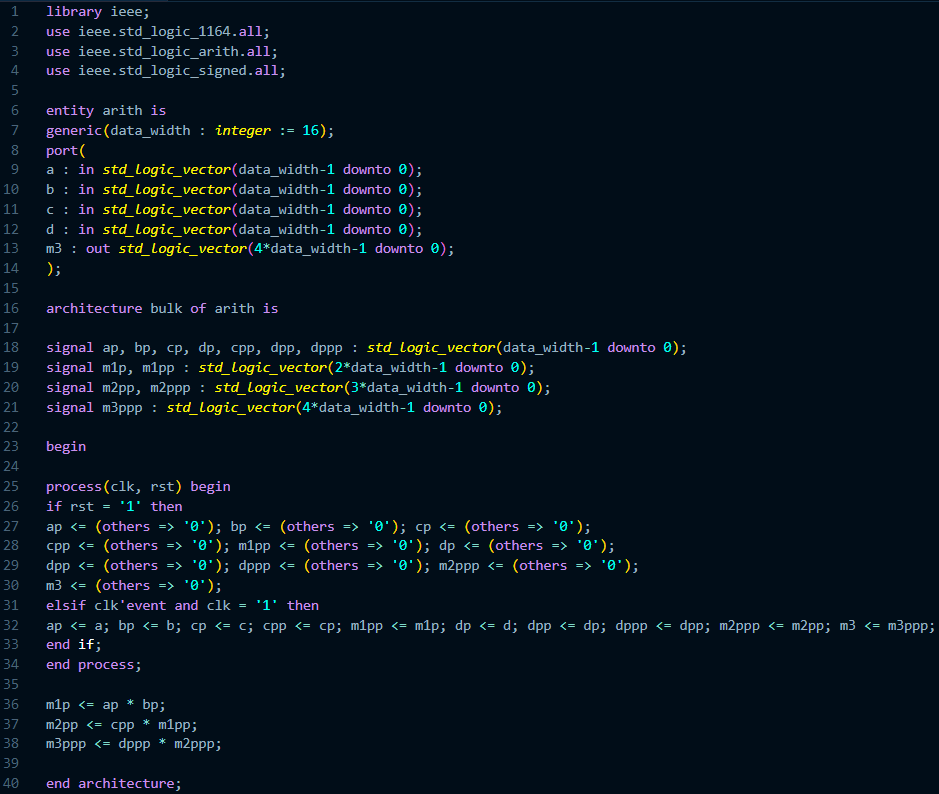 1 library ieee;
2 use ieee.std_logic_1164.all;
3 use ieee.std_logic_arith.all;
4 use ieee.std_logic_signed.all;
5
6 entity arith is
7 generic(data_width : integer := 16);
8 port(
9 a : in std_logic_vector(data_width-1 downto 0);
10 b : in std_logic_vector(data_width-1 downto 0);
11 c : in std_logic_vector(data_width-1 downto 0);
12 d : in std_logic_vector(data_width-1 downto 0);
13 m3 : out std_logic_vector(4*data_width-1 downto 0);
14 );
15
16 architecture bulk of arith is
17
18 signal ap, bp, cp, dp, cpp, dpp, dppp : std_logic_vector(data_width-1 downto 0);
19 signal m1p, m1pp : std_logic_vector(2*data_width-1 downto 0);
20 signal m2pp, m2ppp : std_logic_vector(3*data_width-1 downto 0);
21 signal m3ppp : std_logic_vector(4*data_width-1 downto 0);
22
23 begin
24
25 process(clk, rst) begin
26 if rst = '1' then
27 ap <= (others => '0'); bp <= (others => '0'); cp <= (others => '0');
28 cpp <= (others => '0'); m1pp <= (others => '0'); dp <= (others => '0');
29 dpp <= (others => '0'); dppp <= (others => '0'); m2ppp <= (others => '0');
30 m3 <= (others => '0');
31 elsif clk'event and clk = '1' then
32 ap <= a; bp <= b; cp <= c; cpp <= cp; m1pp <= m1p; dp <= d; dpp <= dp; dppp <= dpp; m2ppp <= m2pp; m3 <= m3ppp;
33 end if;
34 end process;
35
36 m1p <= ap * bp;
37 m2pp <= cpp * m1pp;
38 m3ppp <= dppp * m2ppp;
39
40 end architecture;